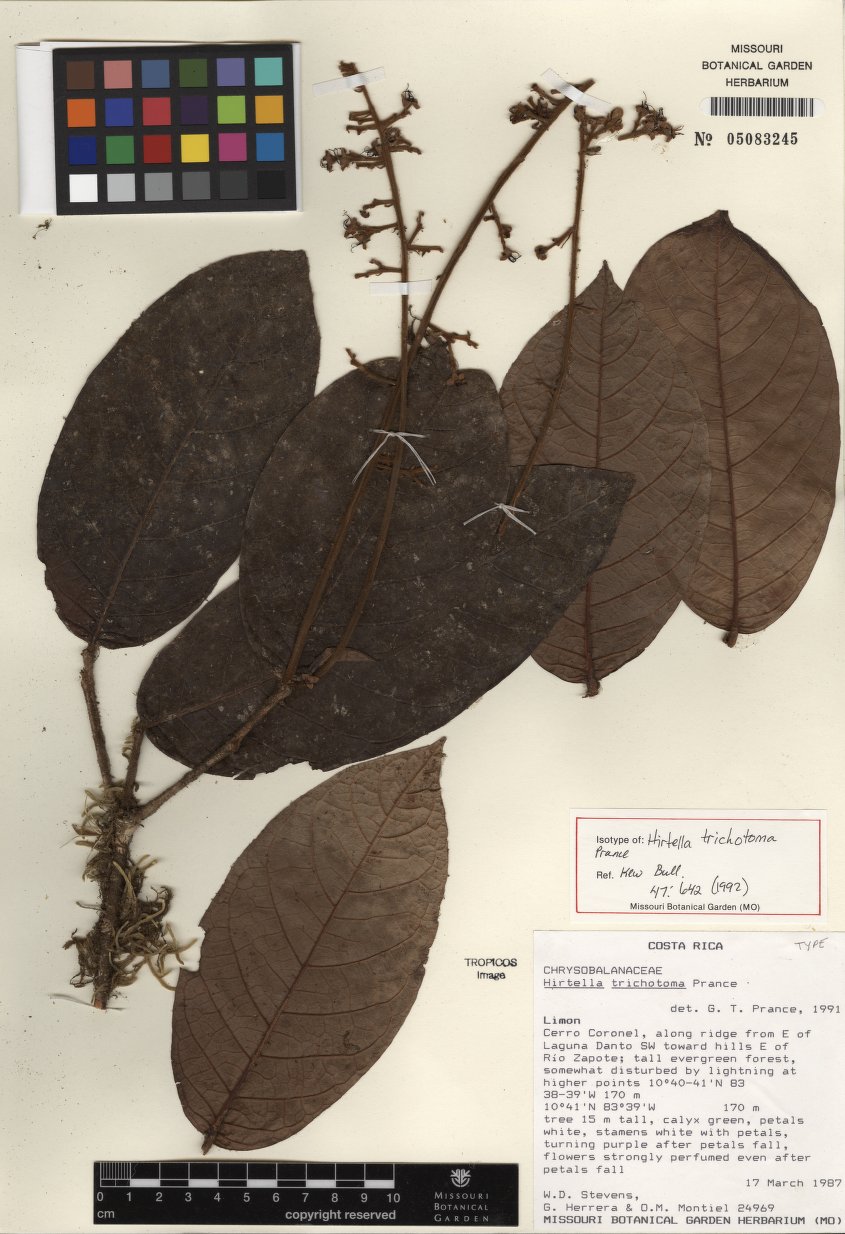 MISSOURI
BOTANICAL GARDEN
HERBARIUM
Nº 05083245
Isotype of: Hirtella trichotoma
Prance
Ref. Kew Bull.
47: 642 (1992)
Missouri Botanical Garden (MO)
TROPICOS
Image
COSTA RICA
TYPE
CHRYSOBALANACEAE
Hirtella trichotoma Prance
det. G. T. Prance, 1991
Limon
Cerro Coronel, along ridge from E of
Laguna Danto SW toward hills E of
Río Zapote; tall evergreen forest,
somewhat disturbed by lightning at
higher points 10°40-41'N 83
38-39'W 170 m
10°41'N 83°39'W 170 m
tree 15 m tall, calyx green, petals
white, stamens white with petals,
turning purple after petals fall,
flowers strongly perfumed even after
petals fall
17 March 1987
W.D. Stevens,
G. Herrera & O.M. Montiel 24969
MISSOURI BOTANICAL GARDEN HERBARIUM (MO)
0 1 2 3 4 5 6 7 8 9 10
cm
copyright reserved
MISSOURI
BOTANICAL
GARDEN